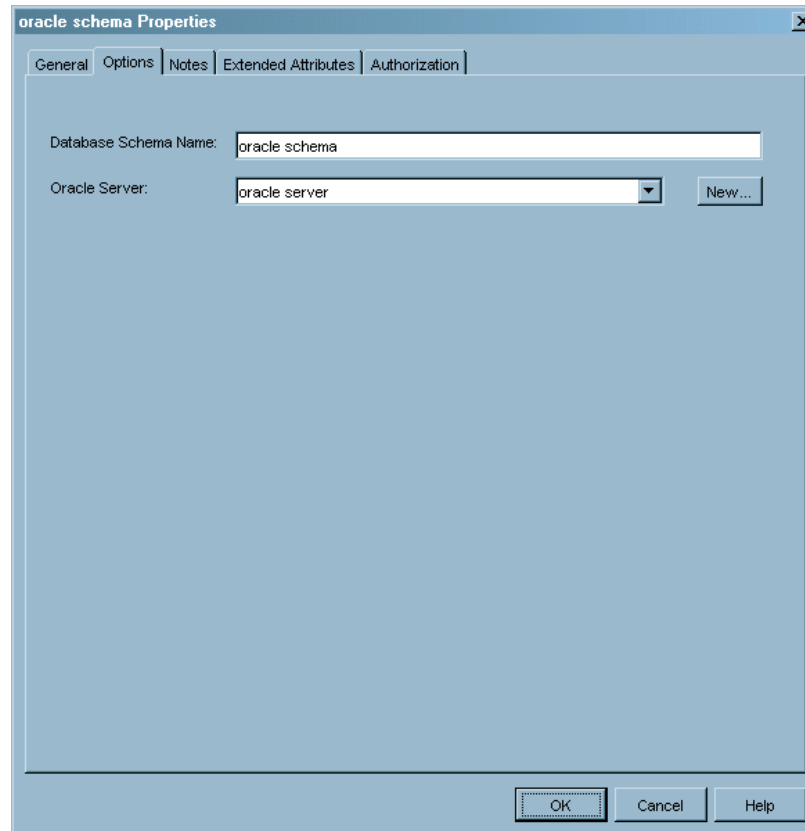 oracle schema Properties
General Options Notes Extended Attributes Authorization
Database Schema Name: oracle schema
Oracle Server: oracle server New...
OK Cancel Help